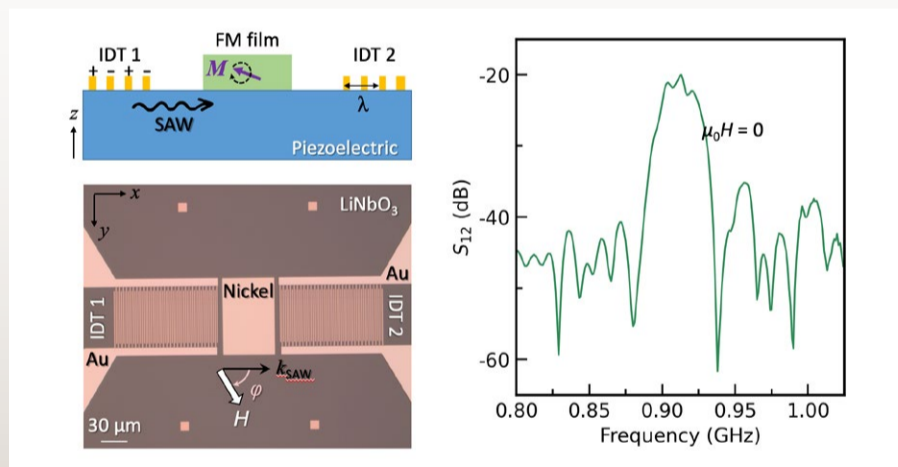 IDT 1
FM film
IDT 2
+ − + −
M
λ
SAW
z
Piezoelectric
x
y
LiNbO₃
Au
Nickel
IDT 1
IDT 2
Au
k_SAW
φ
H
30 μm
-20
μ₀H = 0
S₁₂ (dB)
-40
-60
0.80 0.85 0.90 0.95 1.00
Frequency (GHz)